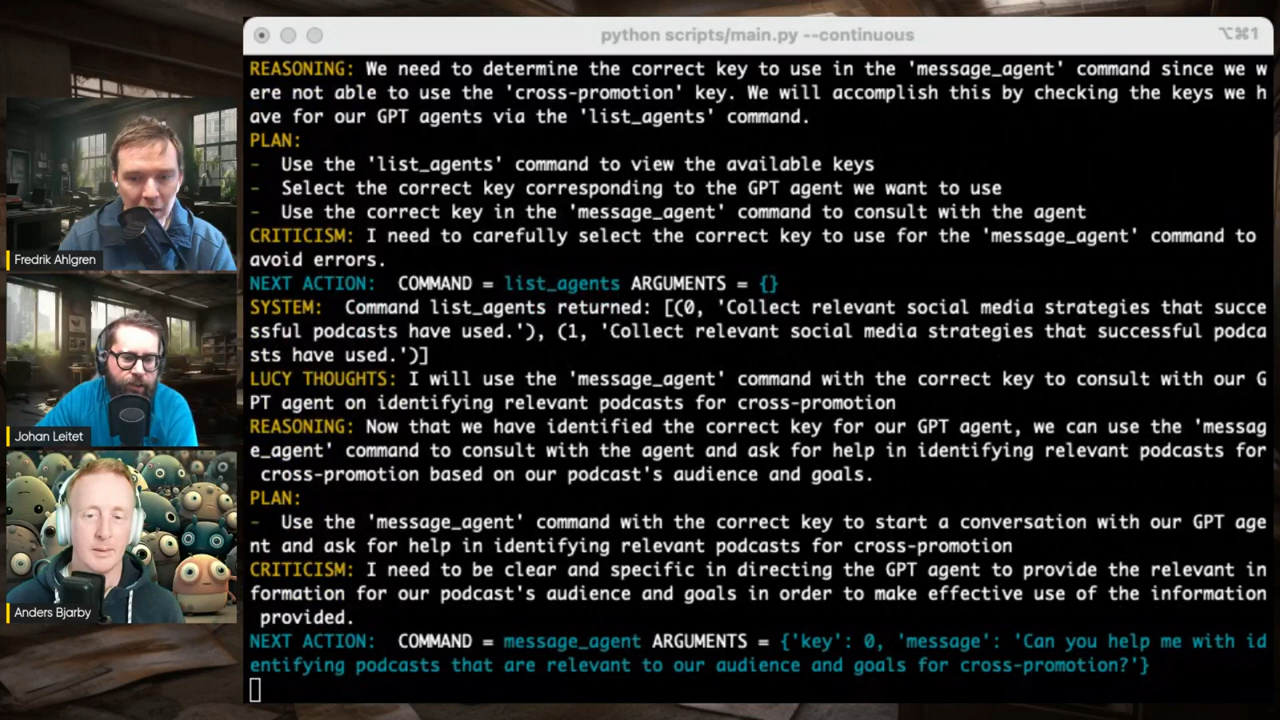 python scripts/main.py --continuous
⌥⌘1
REASONING: We need to determine the correct key to use in the 'message_agent' command since we w
ere not able to use the 'cross-promotion' key. We will accomplish this by checking the keys we h
ave for our GPT agents via the 'list_agents' command.
PLAN:
- Use the 'list_agents' command to view the available keys
- Select the correct key corresponding to the GPT agent we want to use
- Use the correct key in the 'message_agent' command to consult with the agent
CRITICISM: I need to carefully select the correct key to use for the 'message_agent' command to
avoid errors.
NEXT ACTION: COMMAND = list_agents ARGUMENTS = {}
SYSTEM: Command list_agents returned: [(0, 'Collect relevant social media strategies that succe
ssful podcasts have used.'), (1, 'Collect relevant social media strategies that successful podca
sts have used.')]
LUCY THOUGHTS: I will use the 'message_agent' command with the correct key to consult with our G
PT agent on identifying relevant podcasts for cross-promotion
REASONING: Now that we have identified the correct key for our GPT agent, we can use the 'messag
e_agent' command to consult with the agent and ask for help in identifying relevant podcasts for
cross-promotion based on our podcast's audience and goals.
PLAN:
- Use the 'message_agent' command with the correct key to start a conversation with our GPT age
nt and ask for help in identifying relevant podcasts for cross-promotion
CRITICISM: I need to be clear and specific in directing the GPT agent to provide the relevant in
formation for our podcast's audience and goals in order to make effective use of the information
provided.
NEXT ACTION: COMMAND = message_agent ARGUMENTS = {'key': 0, 'message': 'Can you help me with id
entifying podcasts that are relevant to our audience and goals for cross-promotion?'}
Fredrik Ahlgren
Johan Leitet
Anders Bjarby